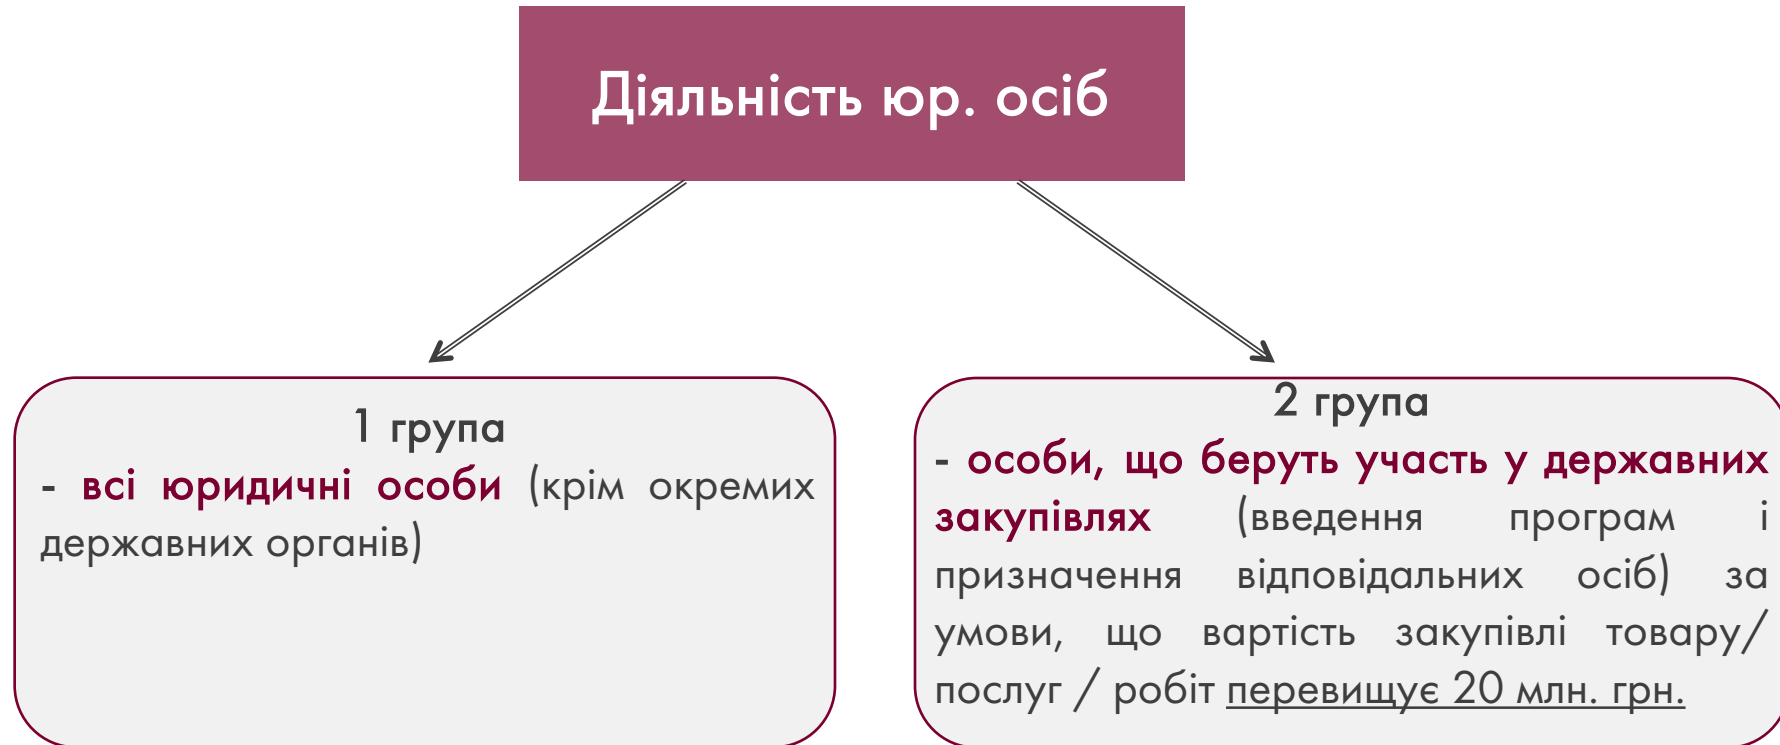 Діяльність юр. осіб
1 група
- всі юридичні особи (крім окремих
державних органів)
2 група
- особи, що беруть участь у державних
закупівлях (введення програм і
призначення відповідальних осіб) за
умови, що вартість закупівлі товару/
послуг / робіт перевищує 20 млн. грн.